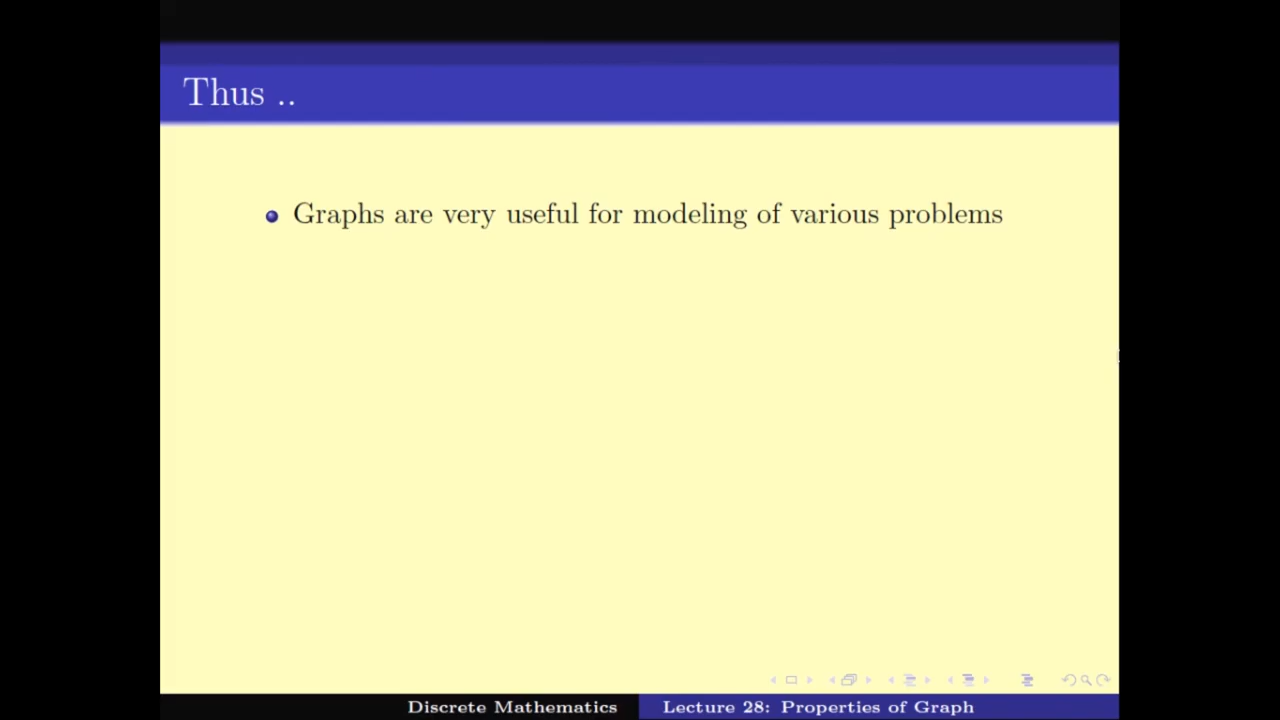 Thus ..
Graphs are very useful for modeling of various problems
Discrete Mathematics
Lecture 28: Properties of Graph